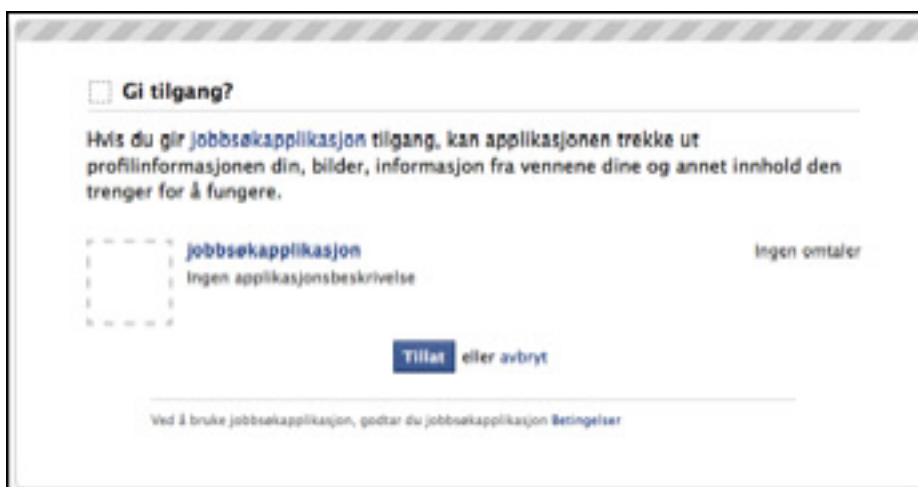 Gi tilgang?
Hvis du gir jobbsøkapplikasjon tilgang, kan applikasjonen trekke ut
profilinformasjonen din, bilder, informasjon fra vennene dine og annet innhold den
trenger for å fungere.
jobbsøkapplikasjon
Ingen omtaler
Ingen applikasjonsbeskrivelse
Tillat eller avbryt
Ved å bruke jobbsøkapplikasjon, godtar du jobbsøkapplikasjon Betingelser